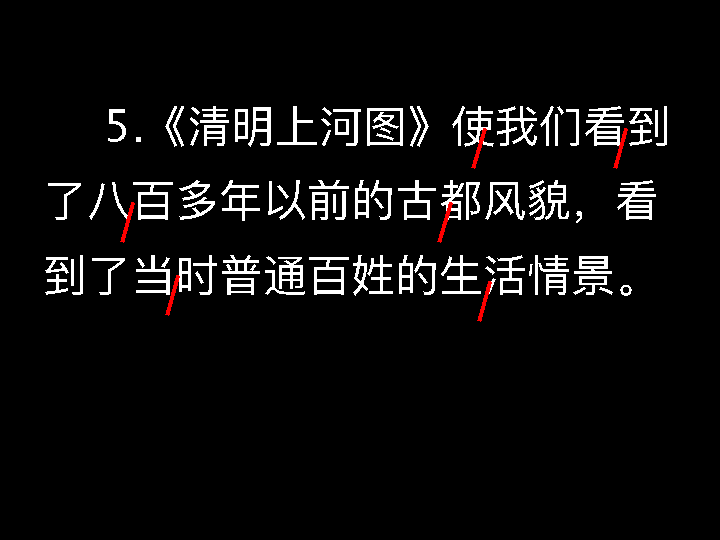 5.《清明上河图》使我们看到
了八百多年以前的古都风貌，看
到了当时普通百姓的生活情景。